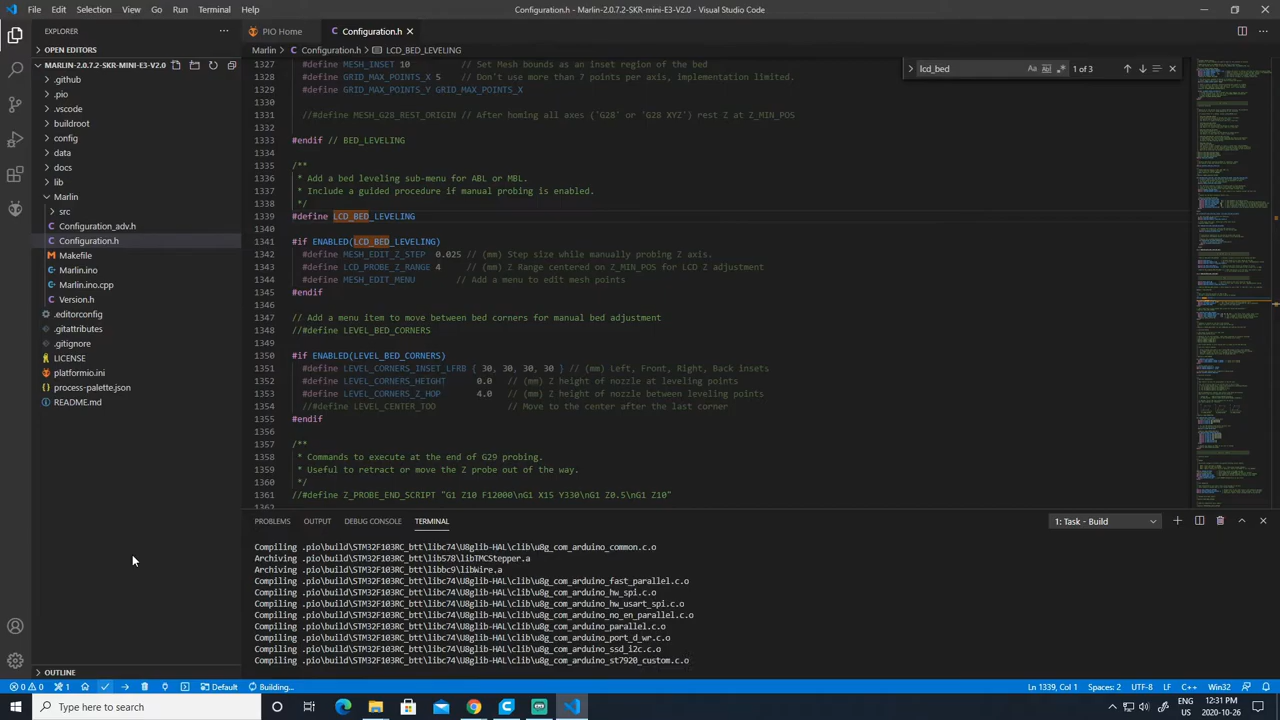 File Edit Selection View Go Run Terminal Help
Configuration.h - Marlin-2.0.7.2-SKR-mini-E3-V2.0 - Visual Studio Code
EXPLORER
OPEN EDITORS
MARLIN-2.0.7.2-SKR-MINI-E3-V2.0
.github
.pio
.vscode
buildroot
config
data
docs
lib
Marlin
src
Configuration_adv.h
Configuration.h
Makefile
Marlin.ino
Marlin.ino.cpp
Version.h
.editorconfig
.gitattributes
.gitignore
LICENSE
platformio.ini
process-palette.json
README.md
OUTLINE
PIO Home
Configuration.h
Marlin > Configuration.h > LCD_BED_LEVELING
lcd_bed
1 of 3
1327 #define MESH_INSET 10 // Set Mesh bounds as an inset region of the bed
1328 #define GRID_MAX_POINTS_X 5 // Don't use more than 7 points per axis, implementation limited.
1329 #define GRID_MAX_POINTS_Y GRID_MAX_POINTS_X
1330
1331 //#define MESH_G28_REST_ORIGIN // After homing all axes ('G28' or 'G28 XYZ') rest Z at Z_MIN_POS
1332
1333 #endif // BED_LEVELING
1334
1335 /**
1336 * Add a bed leveling sub-menu for ABL or MBL.
1337 * Include a guided procedure if manual probing is enabled.
1338 */
1339 #define LCD_BED_LEVELING
1340
1341 #if ENABLED(LCD_BED_LEVELING)
1342 #define MESH_EDIT_Z_STEP 0.025 // (mm) Step size while manually probing Z axis.
1343 #define LCD_PROBE_Z_RANGE 4 // (mm) Z Range centered on Z_MIN_POS for LCD Z adjustment
1344 #define MESH_EDIT_MENU // Add a menu to edit mesh points
1345 #endif
1346
1347 // Add a menu item to move between bed corners for manual bed adjustment
1348 //#define LEVEL_BED_CORNERS
1349
1350 #if ENABLED(LEVEL_BED_CORNERS)
1351 #define LEVEL_CORNERS_INSET_LFRB { 30, 30, 30, 30 } // (mm) Left, Front, Right, Back insets
1352 #define LEVEL_CORNERS_HEIGHT 0.0 // (mm) Z height of nozzle at leveling points
1353 #define LEVEL_CORNERS_Z_HOP 4.0 // (mm) Z height of nozzle between leveling points
1354 //#define LEVEL_CENTER_TOO // Move to the center after the last corner
1355 #endif
1356
1357 /**
1358 * Commands to execute at the end of G29 probing.
1359 * Useful to retract or move the Z probe out of the way.
1360 */
1361 //#define Z_PROBE_END_SCRIPT "G1 Z10 F12000\nG1 X15 Y330\nG1 Z0.5\nG1 Z10"
1362
PROBLEMS OUTPUT DEBUG CONSOLE TERMINAL
1: Task - Build
Compiling .pio\build\STM32F103RC_btt\libc74\U8glib-HAL\clib\u8g_com_arduino_common.c.o
Archiving .pio\build\STM32F103RC_btt\lib578\libTMCStepper.a
Archiving .pio\build\STM32F103RC_btt\libbc9\libWire.a
Compiling .pio\build\STM32F103RC_btt\libc74\U8glib-HAL\clib\u8g_com_arduino_fast_parallel.c.o
Compiling .pio\build\STM32F103RC_btt\libc74\U8glib-HAL\clib\u8g_com_arduino_hw_spi.c.o
Compiling .pio\build\STM32F103RC_btt\libc74\U8glib-HAL\clib\u8g_com_arduino_hw_usart_spi.c.o
Compiling .pio\build\STM32F103RC_btt\libc74\U8glib-HAL\clib\u8g_com_arduino_no_en_parallel.c.o
Compiling .pio\build\STM32F103RC_btt\libc74\U8glib-HAL\clib\u8g_com_arduino_parallel.c.o
Compiling .pio\build\STM32F103RC_btt\libc74\U8glib-HAL\clib\u8g_com_arduino_port_d_wr.c.o
Compiling .pio\build\STM32F103RC_btt\libc74\U8glib-HAL\clib\u8g_com_arduino_ssd_i2c.c.o
Compiling .pio\build\STM32F103RC_btt\libc74\U8glib-HAL\clib\u8g_com_arduino_st7920_custom.c.o
0 0 1 Default Building...
Ln 1339, Col 1 Spaces: 2 UTF-8 LF C++ Win32
Type here to search
ENG
US
12:31 PM
2020-10-26